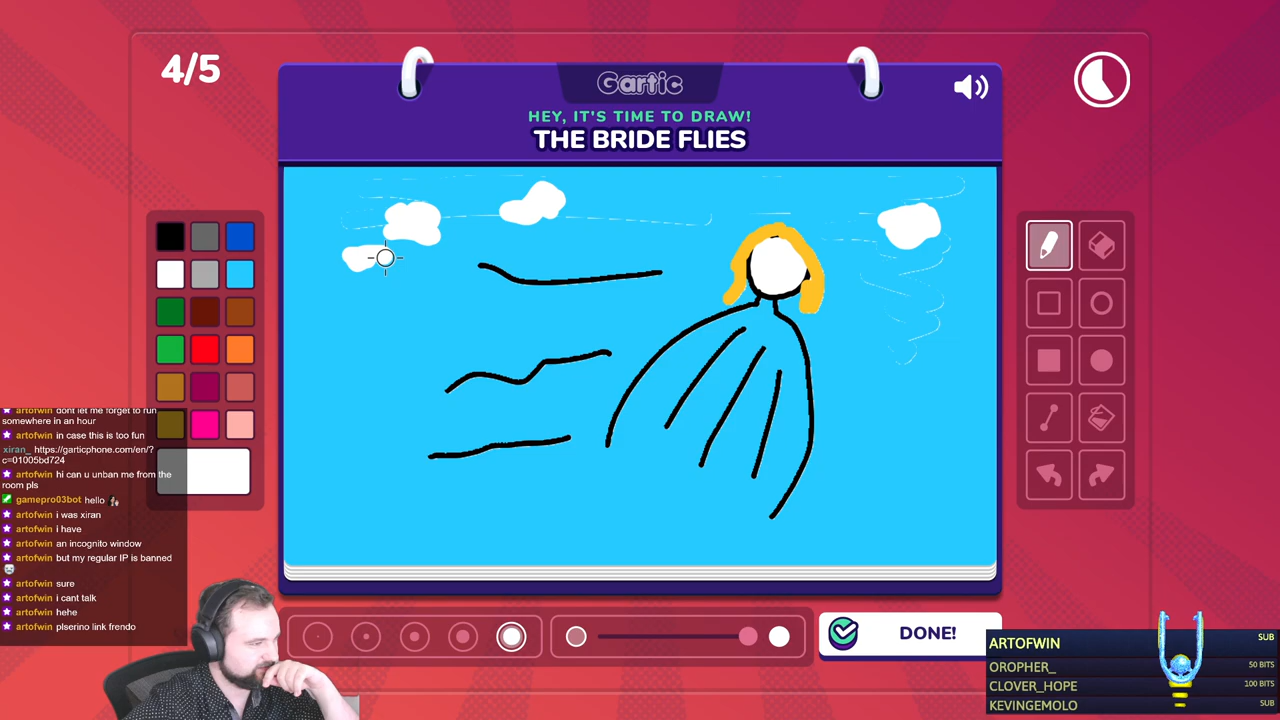 4/5
Gartic
HEY, IT'S TIME TO DRAW!
THE BRIDE FLIES
artofwin dont let me forget to run
somewhere in an hour
artofwin in case this is too fun
xiran_ https://garticphone.com/en/?
c=01005bd724
artofwin hi can u unban me from the
room pls
gamepro03bot hello
artofwin i was xiran
artofwin i have
artofwin an incognito window
artofwin but my regular IP is banned
artofwin sure
artofwin i cant talk
artofwin hehe
artofwin plserino link frendo
DONE!
ARTOFWIN SUB
OROPHER_ 50 BITS
CLOVER_HOPE 100 BITS
KEVINGEMOLO SUB